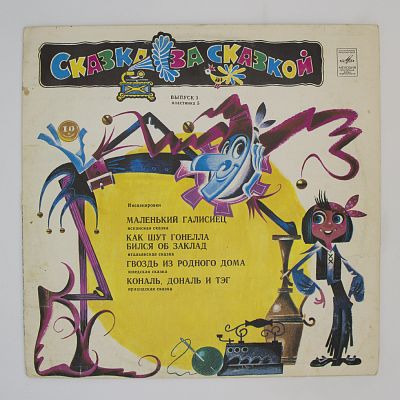 СКАЗКА ЗА СКАЗКОЙ
ВЫПУСК 1
пластинка 5
10
Инсценировки
МАЛЕНЬКИЙ ГАЛИСИЕЦ
испанская сказка
КАК ШУТ ГОНЕЛЛА
БИЛСЯ ОБ ЗАКЛАД
итальянская сказка
ГВОЗДЬ ИЗ РОДНОГО ДОМА
шведская сказка
КОНАЛЬ, ДОНАЛЬ И ТЭГ
ирландская сказка